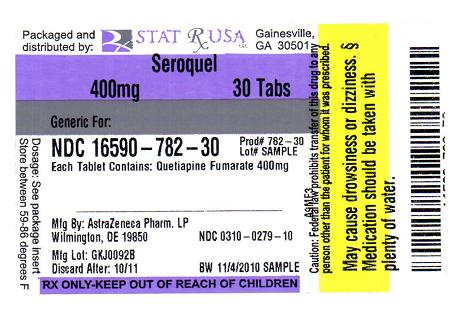 Packaged and distributed by:
STAT Rx USA LLC
Gainesville, GA 30501
Seroquel
400mg 30 Tabs
Generic For:
NDC 16590-782-30
Prod# 782-30
Lot# SAMPLE
Each Tablet Contains: Quetiapine Fumarate 400mg
Mfg By: AstraZeneca Pharm. LP
Wilmington, DE 19850 NDC 0310-0279-10
Mfg Lot: GKJ0092B
Discard After: 10/11 BW 11/4/2010 SAMPLE
RX ONLY-KEEP OUT OF REACH OF CHILDREN
Dosage: See package insert
Store between 59-86 degrees F
Caution: Federal law prohibits transfer of this drug to any
person other than the patient for whom it was prescribed.
May cause drowsiness or dizziness. §
Medication should be taken with
plenty of water.